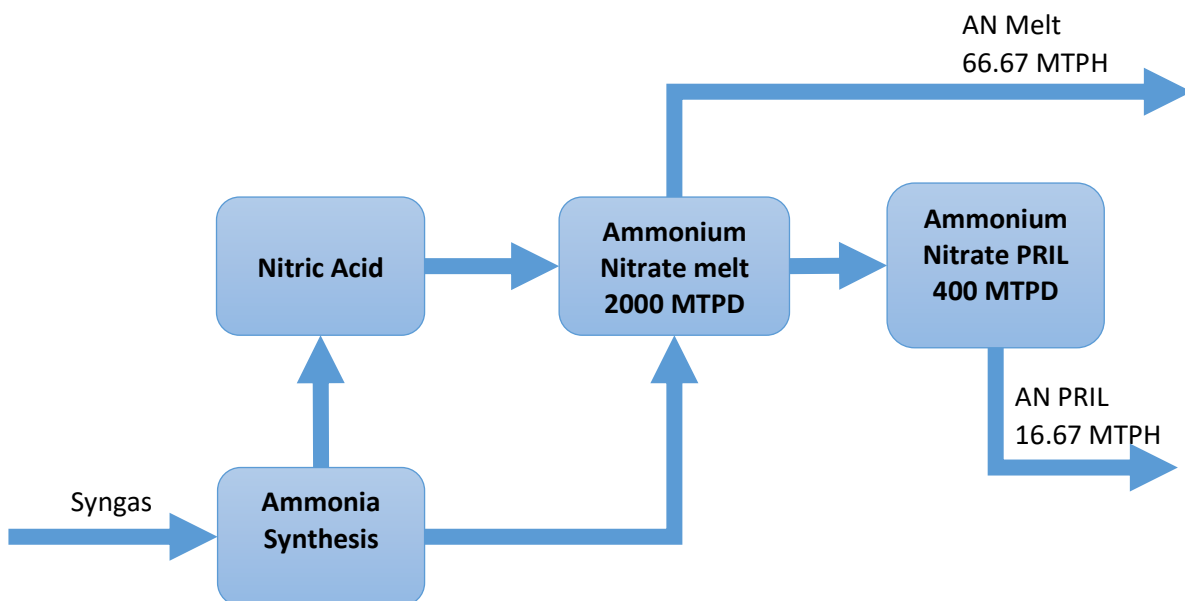 AN Melt
66.67 MTPH
Nitric Acid
Ammonium
Nitrate melt
2000 MTPD
Ammonium
Nitrate PRIL
400 MTPD
AN PRIL
16.67 MTPH
Syngas
Ammonia
Synthesis